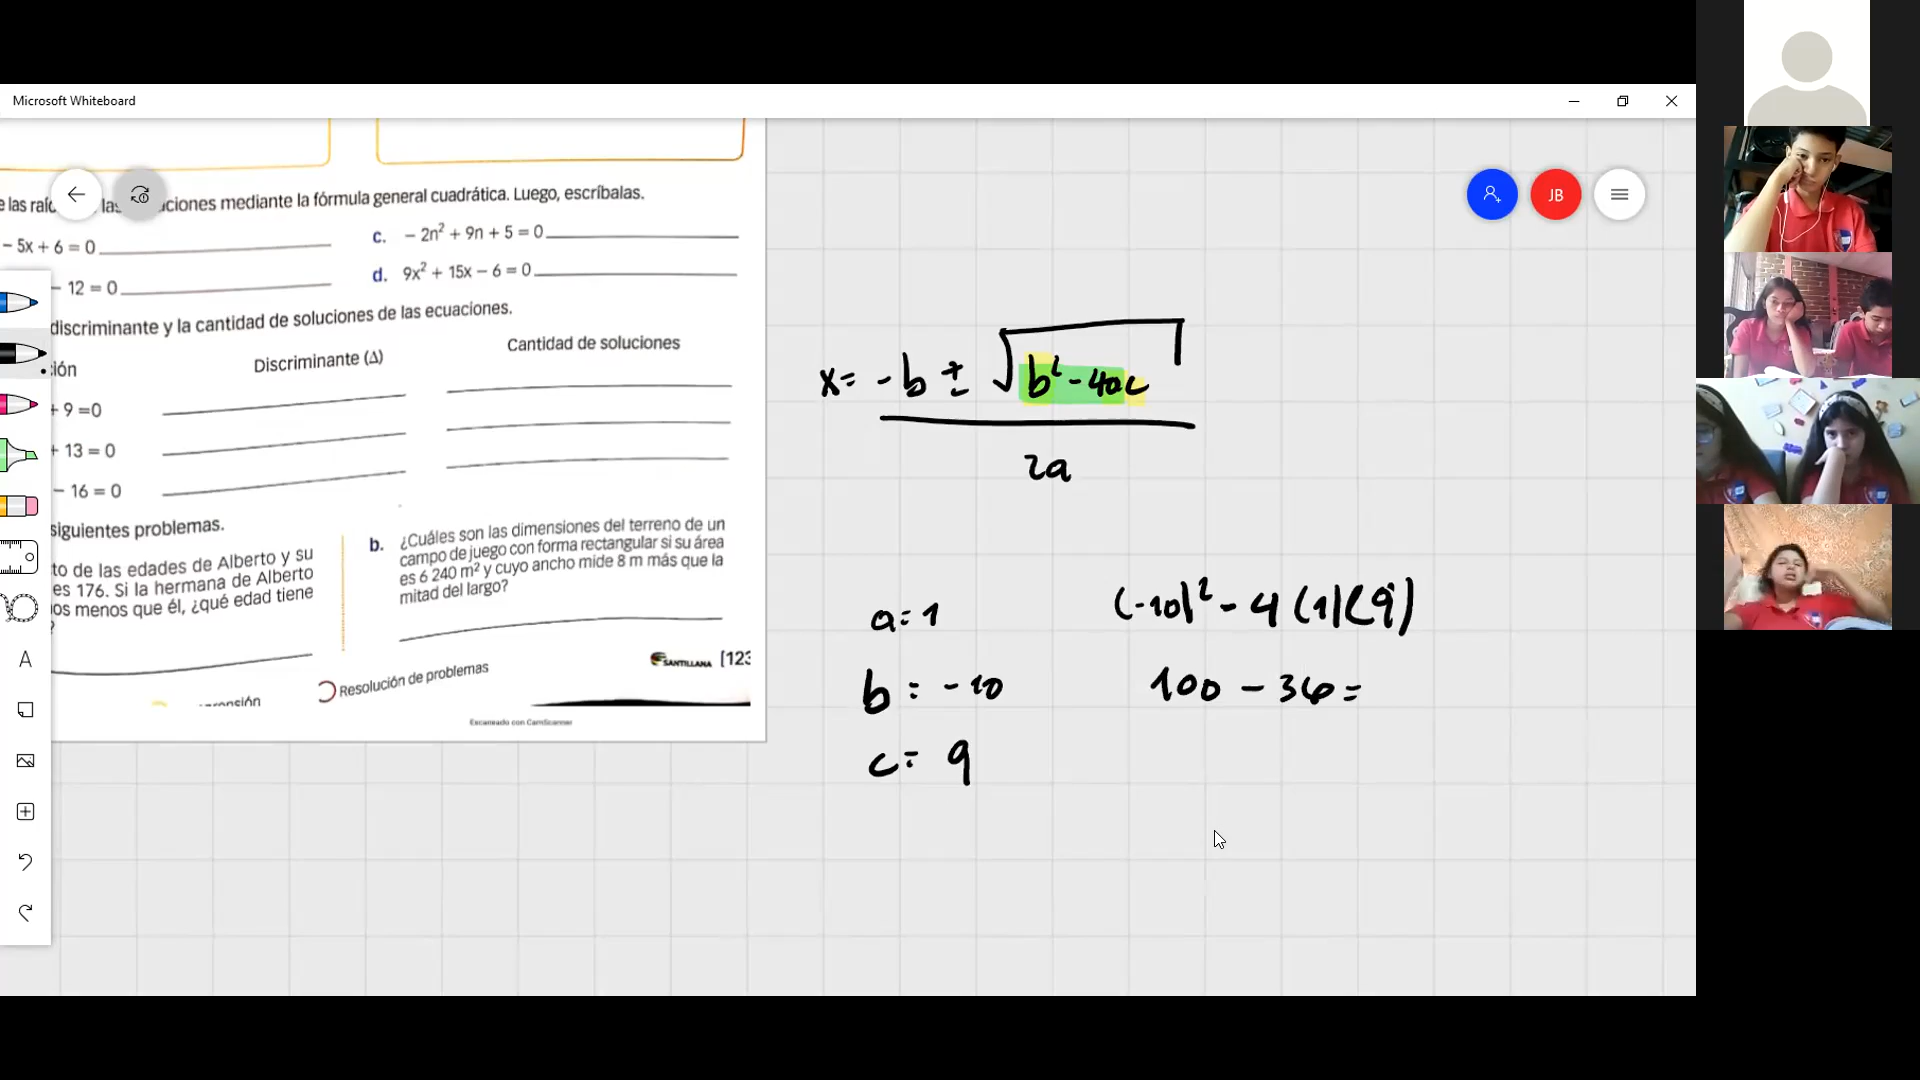 Microsoft Whiteboard
ciones mediante la fórmula general cuadrática. Luego, escríbalas.
- 5x + 6 = 0
c. - 2n² + 9n + 5 = 0
- 12 = 0
d. 9x² + 15x - 6 = 0
discriminante y la cantidad de soluciones de las ecuaciones.
ión
Discriminante (Δ)
Cantidad de soluciones
+ 9 =0
+ 13 = 0
- 16 = 0
siguientes problemas.
to de las edades de Alberto y su
es 176. Si la hermana de Alberto
os menos que él, ¿qué edad tiene
?
b. ¿Cuáles son las dimensiones del terreno de un
campo de juego con forma rectangular si su área
es 6 240 m² y cuyo ancho mide 8 m más que la
mitad del largo?
SANTILLANA [123
Resolución de problemas
Escaneado con CamScanner
JB
A
x= -b ± √b²-4ac
2a
a=1
b = -10
c= 9
(-10)² - 4 (1)(9)
100 - 36 =